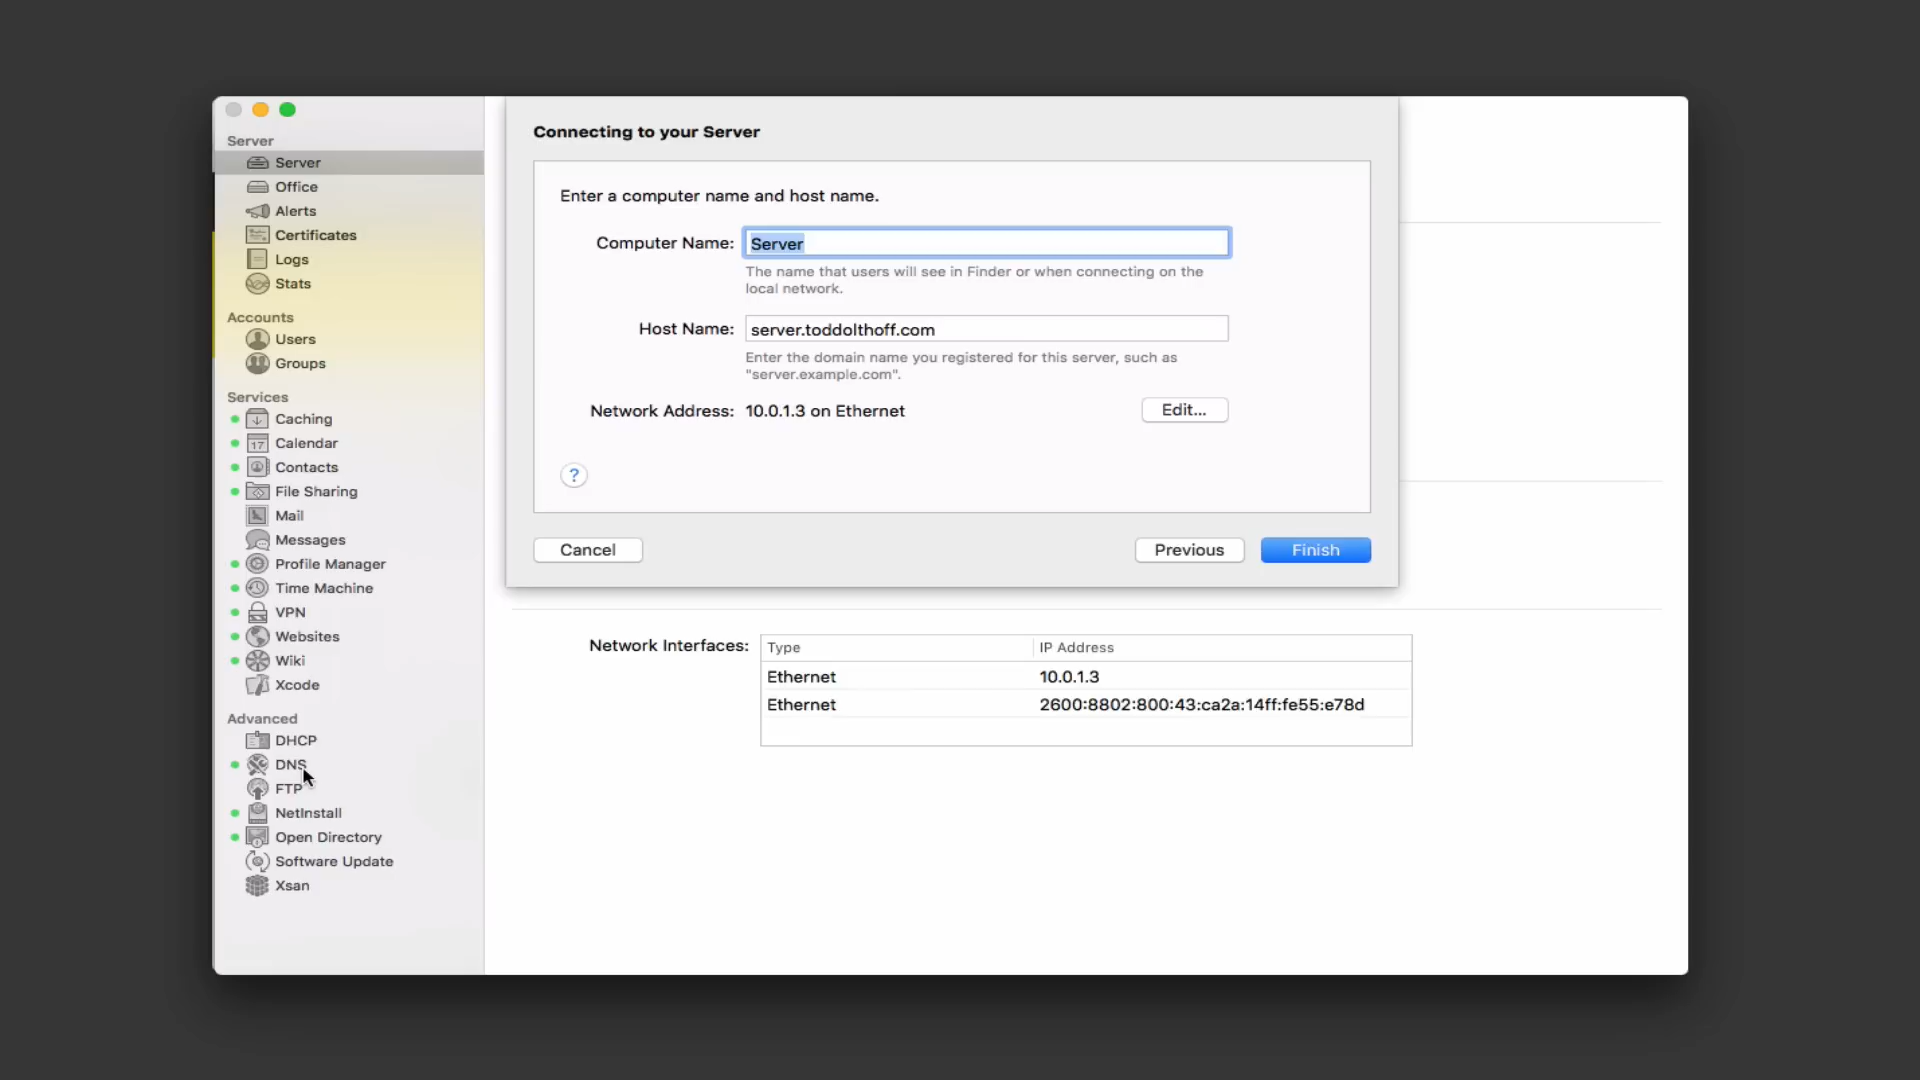 Server
Server
Office
Alerts
Certificates
Logs
Stats
Accounts
Users
Groups
Services
Caching
17 Calendar
Contacts
File Sharing
Mail
Messages
Profile Manager
Time Machine
VPN
Websites
Wiki
Xcode
Advanced
DHCP
DNS
FTP
NetInstall
Open Directory
Software Update
Xsan
Connecting to your Server
Enter a computer name and host name.
Computer Name: Server
The name that users will see in Finder or when connecting on the
local network.
Host Name: server.toddolthoff.com
Enter the domain name you registered for this server, such as
"server.example.com".
Network Address: 10.0.1.3 on Ethernet Edit...
?
Cancel Previous Finish
Network Interfaces: Type IP Address
Ethernet 10.0.1.3
Ethernet 2600:8802:800:43:ca2a:14ff:fe55:e78d